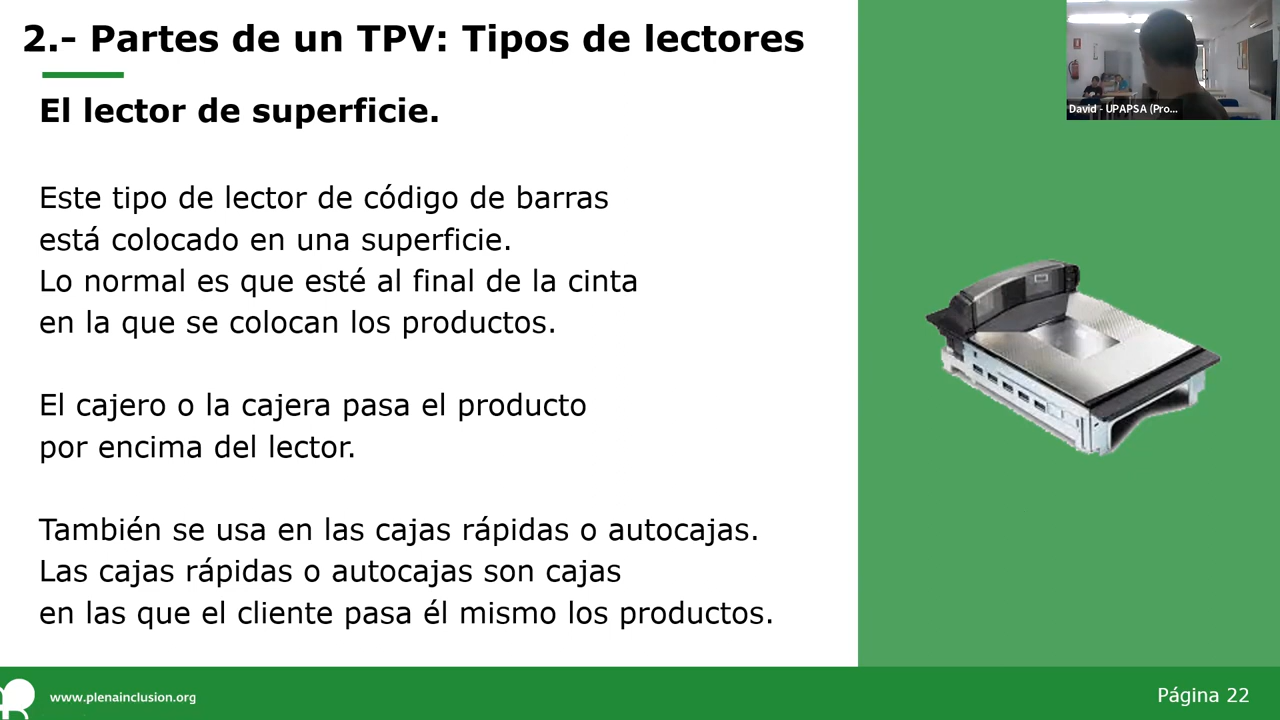 2.- Partes de un TPV: Tipos de lectores
El lector de superficie.
Este tipo de lector de código de barras
está colocado en una superficie.
Lo normal es que esté al final de la cinta
en la que se colocan los productos.
El cajero o la cajera pasa el producto
por encima del lector.
También se usa en las cajas rápidas o autocajas.
Las cajas rápidas o autocajas son cajas
en las que el cliente pasa él mismo los productos.
David - UPAPSA (Pro...
www.plenainclusion.org
Página 22